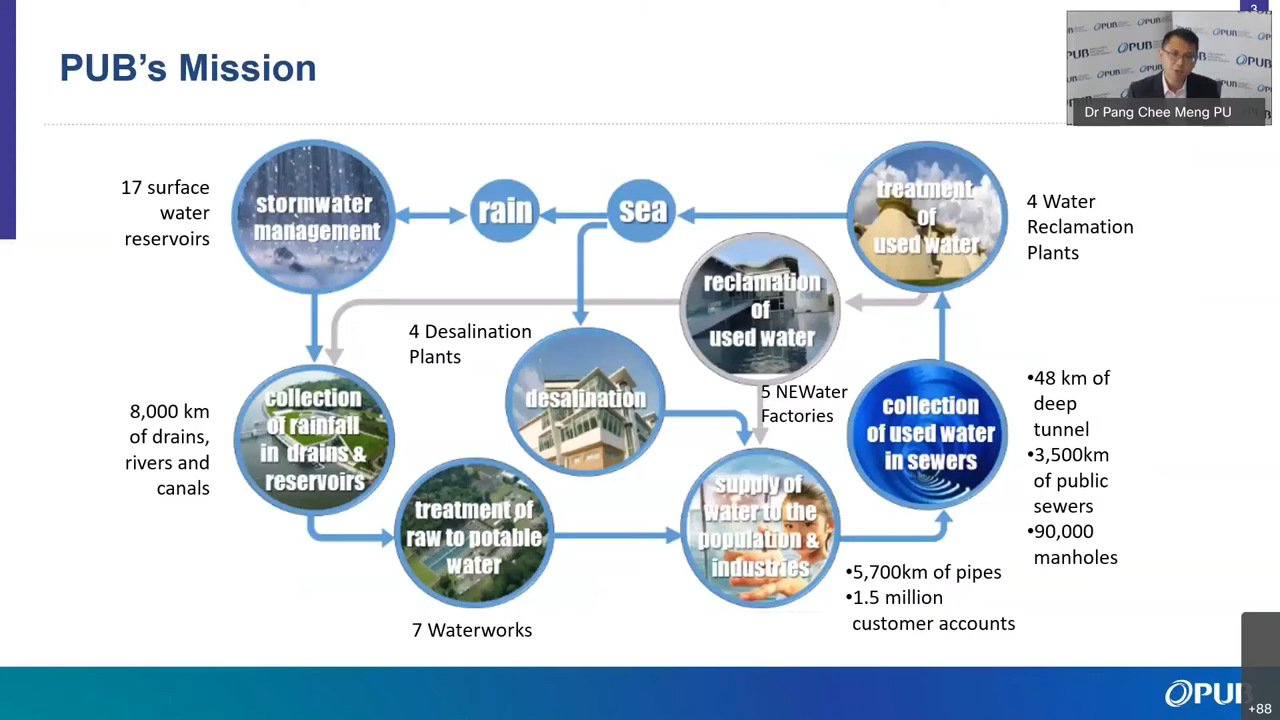 3
PUB's Mission
Dr Pang Chee Meng PU
17 surface
water
reservoirs
stormwater
management
rain
sea
treatment
of
used water
4 Water
Reclamation
Plants
reclamation
of
used water
4 Desalination
Plants
desalination
5 NEWater
Factories
8,000 km
of drains,
rivers and
canals
collection
of rainfall
in drains &
reservoirs
treatment of
raw to potable
water
7 Waterworks
supply of
water to the
population &
industries
•5,700km of pipes
•1.5 million
customer accounts
collection
of used water
in sewers
•48 km of
deep
tunnel
•3,500km
of public
sewers
•90,000
manholes
PUB
+88